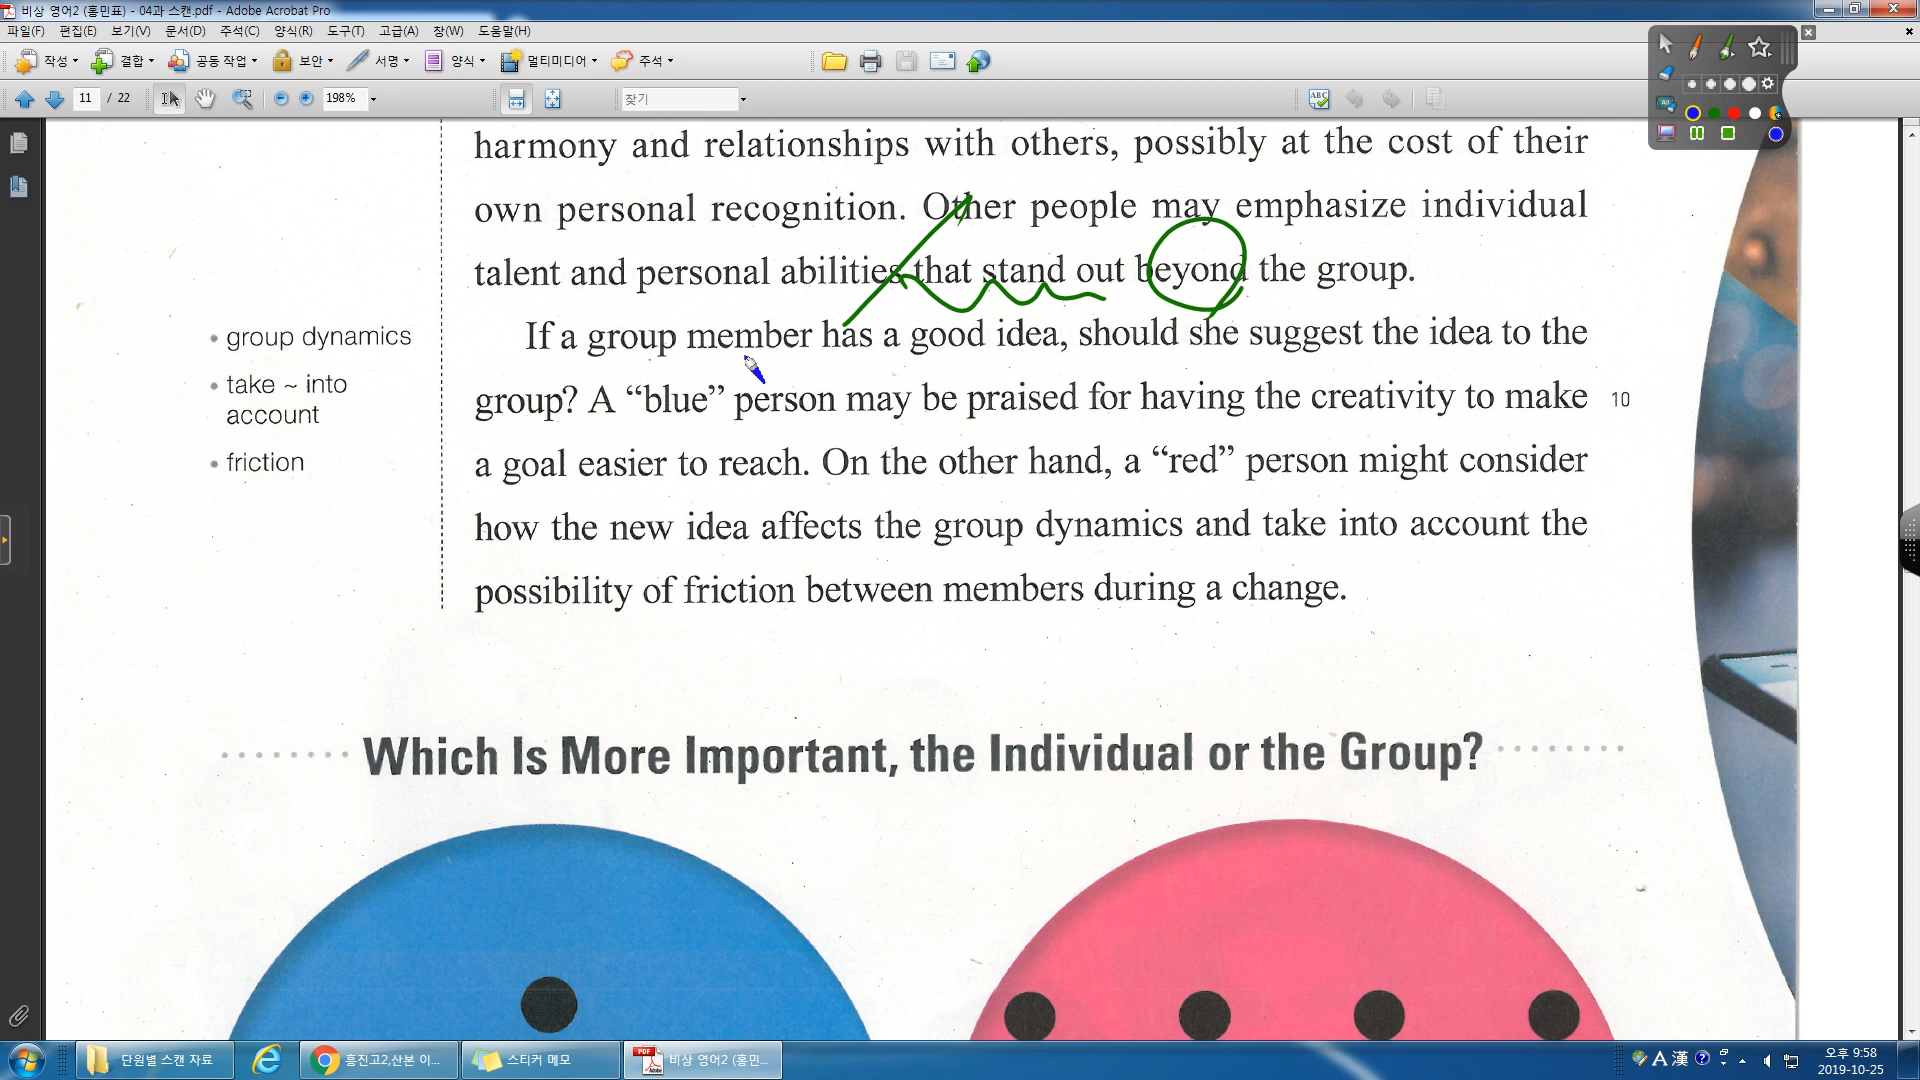 비상 영어2 (홍민표) - 04과 스캔.pdf - Adobe Acrobat Pro
파일(F) 편집(E) 보기(V) 문서(D) 주석(C) 양식(R) 도구(T) 고급(A) 창(W) 도움말(H)
작성 결합 공동 작업 보안 서명 양식 멀티미디어 주석
11 / 22 198% 찾기
harmony and relationships with others, possibly at the cost of their
own personal recognition. Other people may emphasize individual
talent and personal abilities that stand out beyond the group.
• group dynamics
• take ~ into
account
• friction
If a group member has a good idea, should she suggest the idea to the
group? A “blue” person may be praised for having the creativity to make 10
a goal easier to reach. On the other hand, a “red” person might consider
how the new idea affects the group dynamics and take into account the
possibility of friction between members during a change.
Which Is More Important, the Individual or the Group?
단원별 스캔 자료
흥진고2,산본 이...
스티커 메모
비상 영어2 (홍민...
A 漢
오후 9:58
2019-10-25